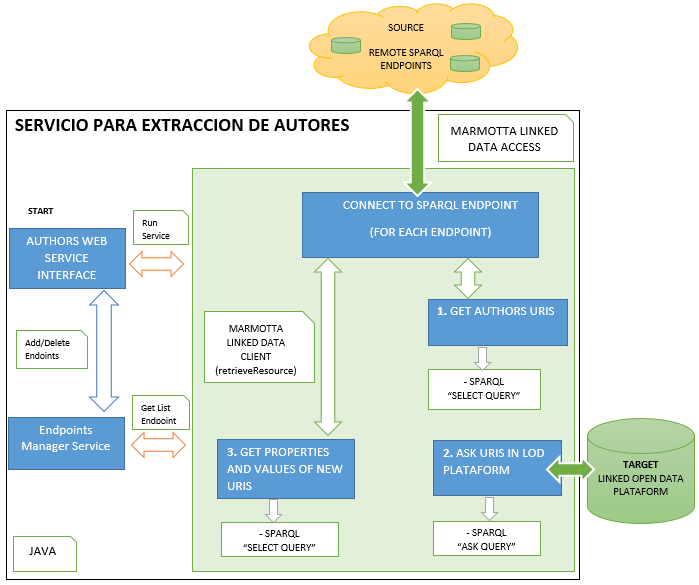 SOURCE
REMOTE SPARQL
ENDPOINTS
SERVICIO PARA EXTRACCION DE AUTORES
MARMOTTA LINKED
DATA ACCESS
START
Run
Service
AUTHORS WEB
SERVICE
INTERFACE
CONNECT TO SPARQL ENDPOINT
(FOR EACH ENDPOINT)
1. GET AUTHORS URIS
MARMOTTA
LINKED DATA
CLIENT
(retrieveResource)
Add/Delete
Endoints
- SPARQL
“SELECT QUERY”
Get List
Endpoint
Endpoints
Manager Service
3. GET PROPERTIES
AND VALUES OF NEW
URIS
2. ASK URIS IN LOD
PLATAFORM
TARGET
LINKED OPEN DATA
PLATAFORM
- SPARQL
“SELECT QUERY”
- SPARQL
“ASK QUERY”
JAVA